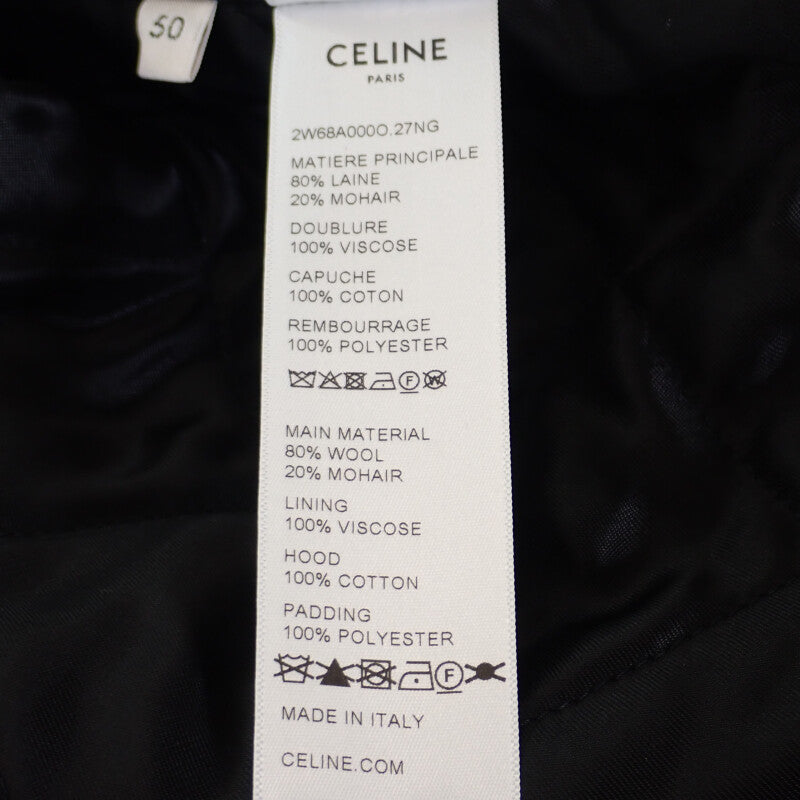 50
CELINE
PARIS
2W68A000O.27NG
MATIERE PRINCIPALE
80% LAINE
20% MOHAIR
DOUBLURE
100% VISCOSE
CAPUCHE
100% COTON
REMBOURRAGE
100% POLYESTER
F W
MAIN MATERIAL
80% WOOL
20% MOHAIR
LINING
100% VISCOSE
HOOD
100% COTTON
PADDING
100% POLYESTER
F
MADE IN ITALY
CELINE.COM